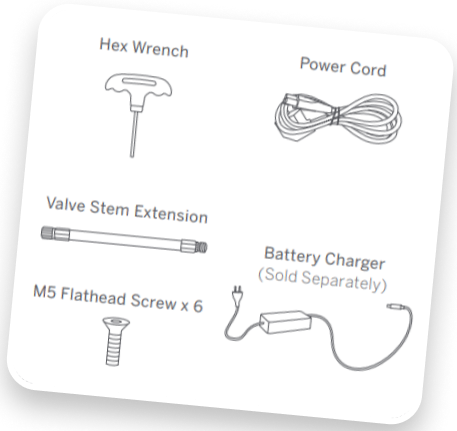 Hex Wrench
Power Cord
Valve Stem Extension
Battery Charger
(Sold Separately)
M5 Flathead Screw x 6